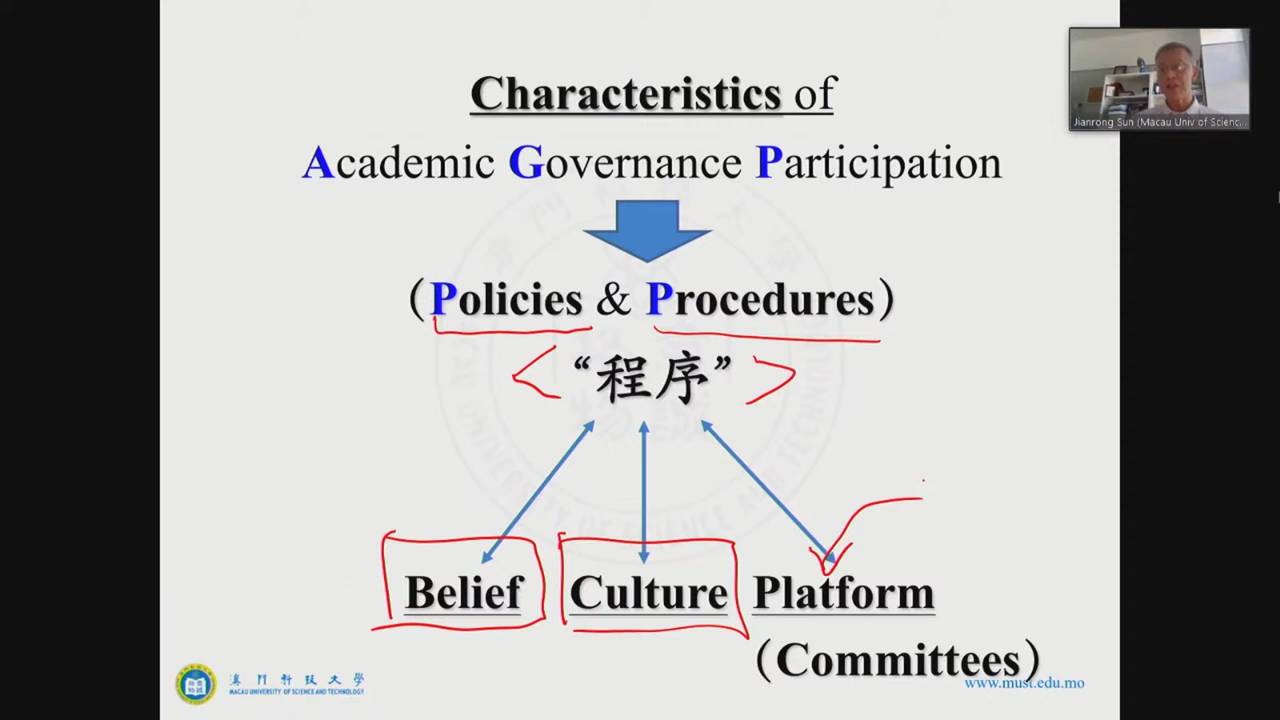 Characteristics of
Academic Governance Participation
(Policies & Procedures)
“程序”
Belief Culture Platform
(Committees)
澳門科技大學
MACAU UNIVERSITY OF SCIENCE AND TECHNOLOGY
www.must.edu.mo
Jianrong Sun (Macau Univ of Scienc...